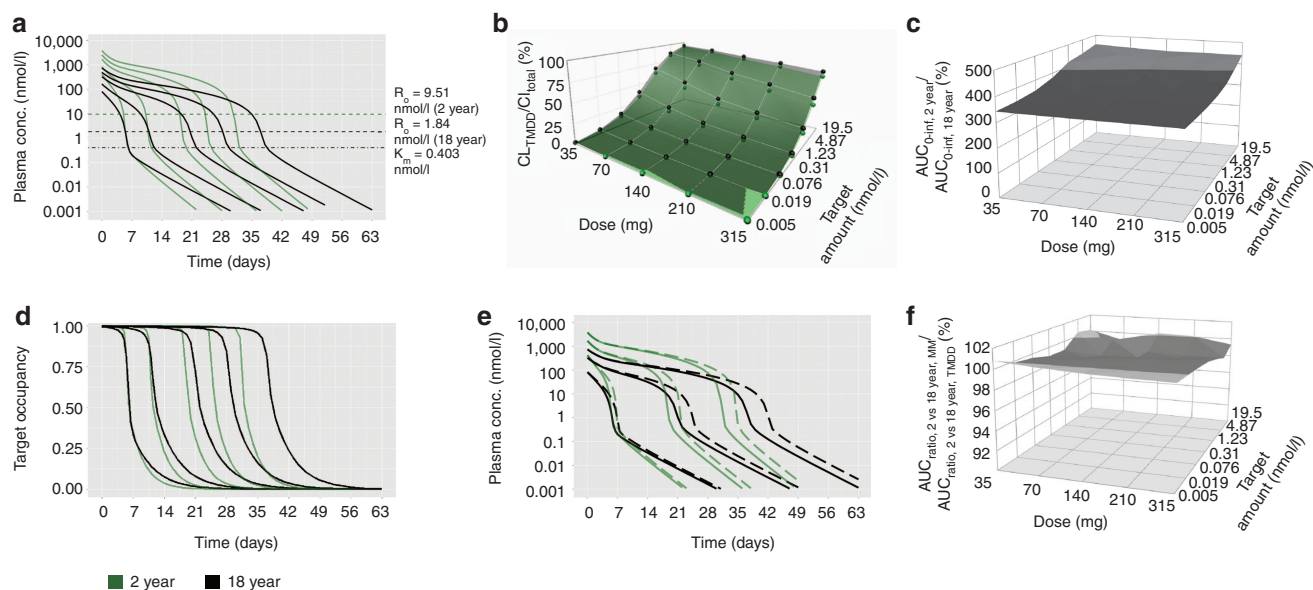 a
10,000
1,000
100
10
1
0.1
0.01
0.001
Plasma conc. (nmol/l)
0 7 14 21 28 35 42 49 56 63
Time (days)
Ro = 9.51
nmol/l (2 year)
Ro = 1.84
nmol/l (18 year)
Km = 0.403
nmol/l
b
100
75
50
25
0
CLTMDD/Cltotal (%)
35
70
140
210
315
Dose (mg)
19.5
4.87
1.23
0.31
0.076
0.019
0.005
Target
amount (nmol/l)
c
500
400
300
200
100
0
AUC0-inf, 2 year/
AUC0-inf, 18 year (%)
35
70
140
210
315
Dose (mg)
19.5
4.87
1.23
0.31
0.076
0.019
0.005
Target
amount (nmol/l)
d
1.00
0.75
0.50
0.25
0.00
Target occupancy
0 7 14 21 28 35 42 49 56 63
Time (days)
e
10,000
1,000
100
10
1
0.1
0.01
0.001
Plasma conc. (nmol/l)
0 7 14 21 28 35 42 49 56 63
Time (days)
f
102
100
98
96
94
92
AUCratio, 2 vs 18 year, MM/
AUCratio, 2 vs 18 year, TMDD (%)
35
70
140
210
315
Dose (mg)
19.5
4.87
1.23
0.31
0.076
0.019
0.005
Target
amount (nmol/l)
2 year 18 year